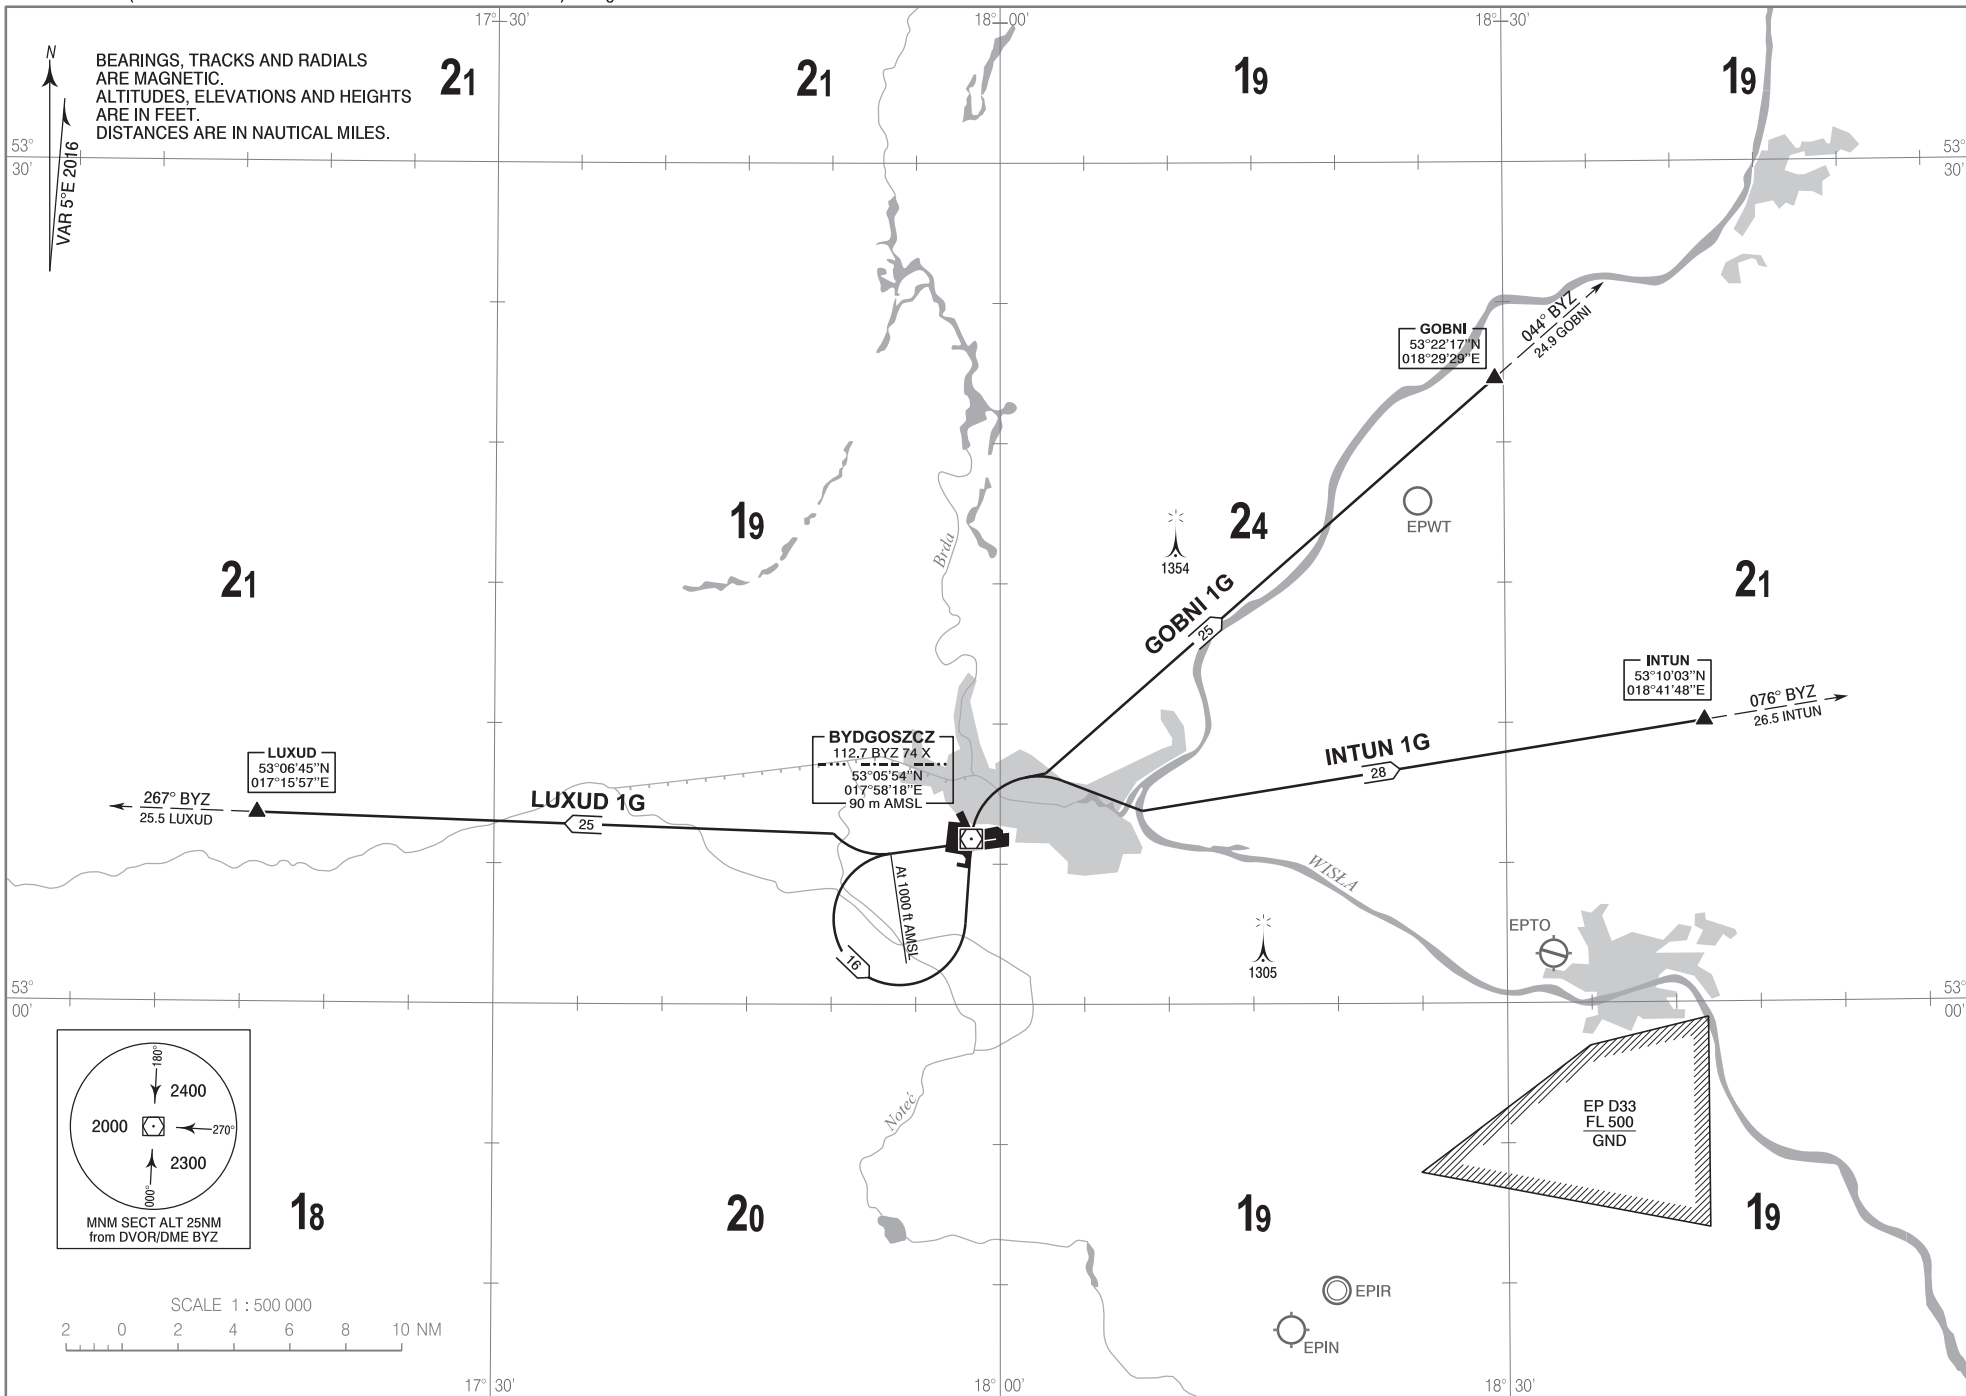 17° 30'
18° 00'
18° 30'
N
BEARINGS, TRACKS AND RADIALS
ARE MAGNETIC.
ALTITUDES, ELEVATIONS AND HEIGHTS
ARE IN FEET.
DISTANCES ARE IN NAUTICAL MILES.
VAR 5°E 2016
21
21
19
19
53°
30'
53°
30'
GOBNI
53°22'17"N
018°29'29"E
044° BYZ
24.9 GOBNI
EPWT
1354
Brda
19
24
21
21
GOBNI 1G
25
INTUN
53°10'03"N
018°41'48"E
076° BYZ
26.5 INTUN
INTUN 1G
28
BYDGOSZCZ
112,7 BYZ 74 X
53°05'54"N
017°58'18"E
90 m AMSL
LUXUD
53°06'45"N
017°15'57"E
267° BYZ
25.5 LUXUD
LUXUD 1G
25
At 1000 ft AMSL
16
WISŁA
EPTO
1305
53°
00'
53°
00'
180°
2400
2000
270°
2300
000°
MNM SECT ALT 25NM
from DVOR/DME BYZ
Noteć
EP D33
FL 500
GND
18
20
19
19
EPIR
EPIN
SCALE 1 : 500 000
2 0 2 4 6 8 10 NM
17° 30'
18° 00'
18° 30'